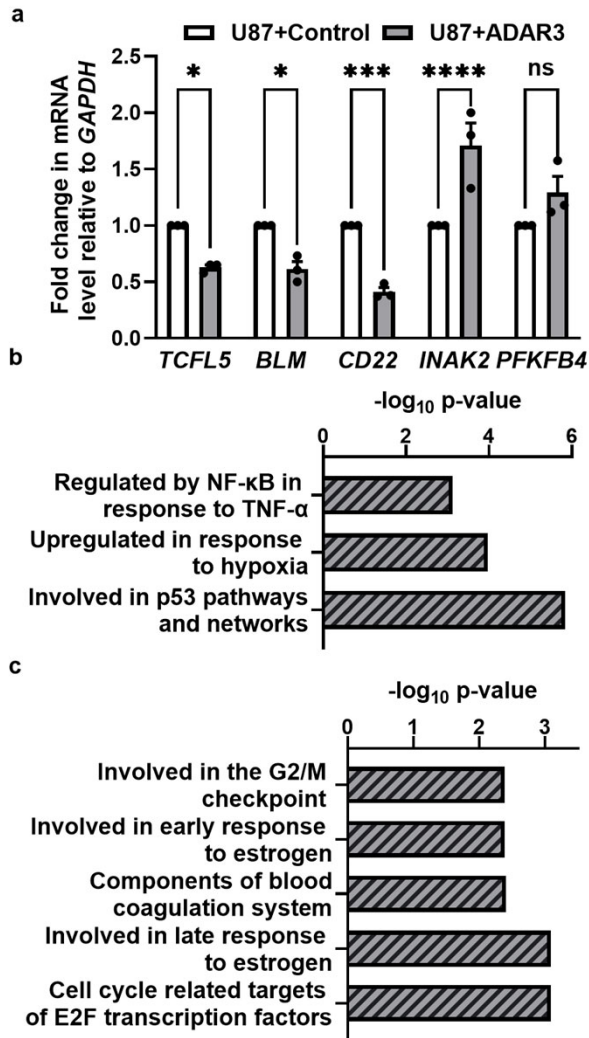 a
U87+Control U87+ADAR3
Fold change in mRNA
level relative to GAPDH
2.5
2.0
1.5
1.0
0.5
0.0
* * *** **** ns
TCFL5 BLM CD22 INAK2 PFKFB4
b
-log10 p-value
0 2 4 6
Regulated by NF-κB in
response to TNF-α
Upregulated in response
to hypoxia
Involved in p53 pathways
and networks
c
-log10 p-value
0 1 2 3
Involved in the G2/M
checkpoint
Involved in early response
to estrogen
Components of blood
coagulation system
Involved in late response
to estrogen
Cell cycle related targets
of E2F transcription factors